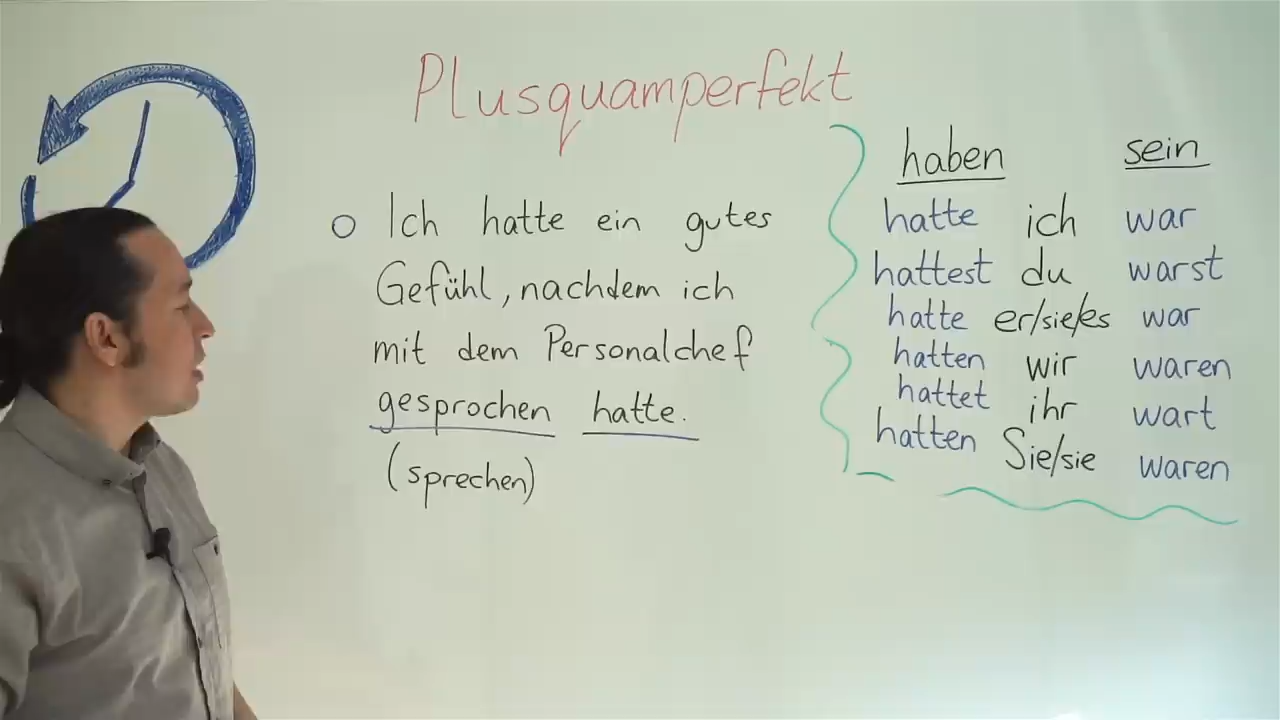 Plusquamperfekt
o Ich hatte ein gutes
Gefühl, nachdem ich
mit dem Personalchef
gesprochen hatte.
(sprechen)
haben sein
hatte ich war
hattest du warst
hatte er/sie/es war
hatten wir waren
hattet ihr wart
hatten Sie/sie waren